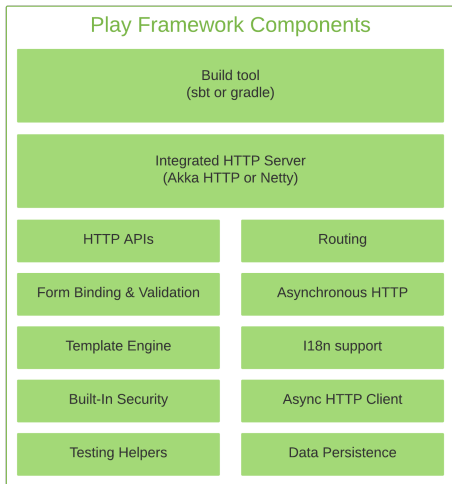 Play Framework Components
Build tool
(sbt or gradle)
Integrated HTTP Server
(Akka HTTP or Netty)
HTTP APIs
Routing
Form Binding & Validation
Asynchronous HTTP
Template Engine
I18n support
Built-In Security
Async HTTP Client
Testing Helpers
Data Persistence